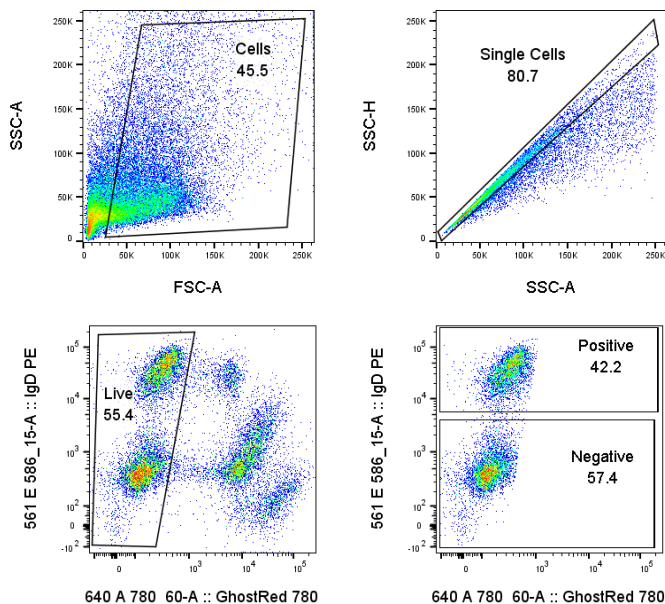 250K
200K
150K
100K
50K
0
SSC-A
Cells
45.5
0 50K 100K 150K 200K 250K
FSC-A
250K
200K
150K
100K
50K
0
SSC-H
Single Cells
80.7
0 50K 100K 150K 200K 250K
SSC-A
10^5
10^4
10^3
10^2
0
-10^2
561 E 586_15-A :: IgD PE
Live
55.4
0 10^3 10^4 10^5
640 A 780 60-A :: GhostRed 780
10^5
10^4
10^3
10^2
0
-10^2
561 E 586_15-A :: IgD PE
Positive
42.2
Negative
57.4
0 10^3 10^4 10^5
640 A 780 60-A :: GhostRed 780